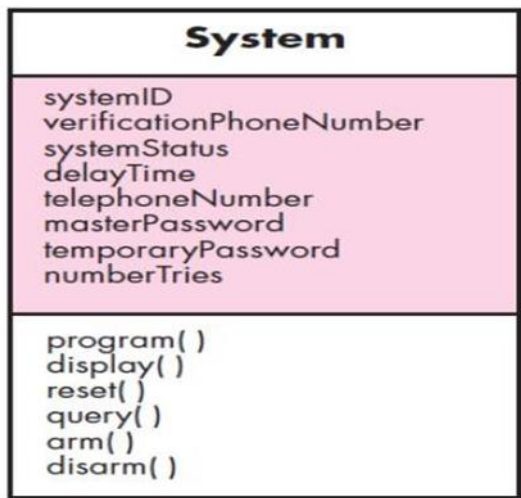 System
systemID
verificationPhoneNumber
systemStatus
delayTime
telephoneNumber
masterPassword
temporaryPassword
numberTries
program( )
display( )
reset( )
query( )
arm( )
disarm( )